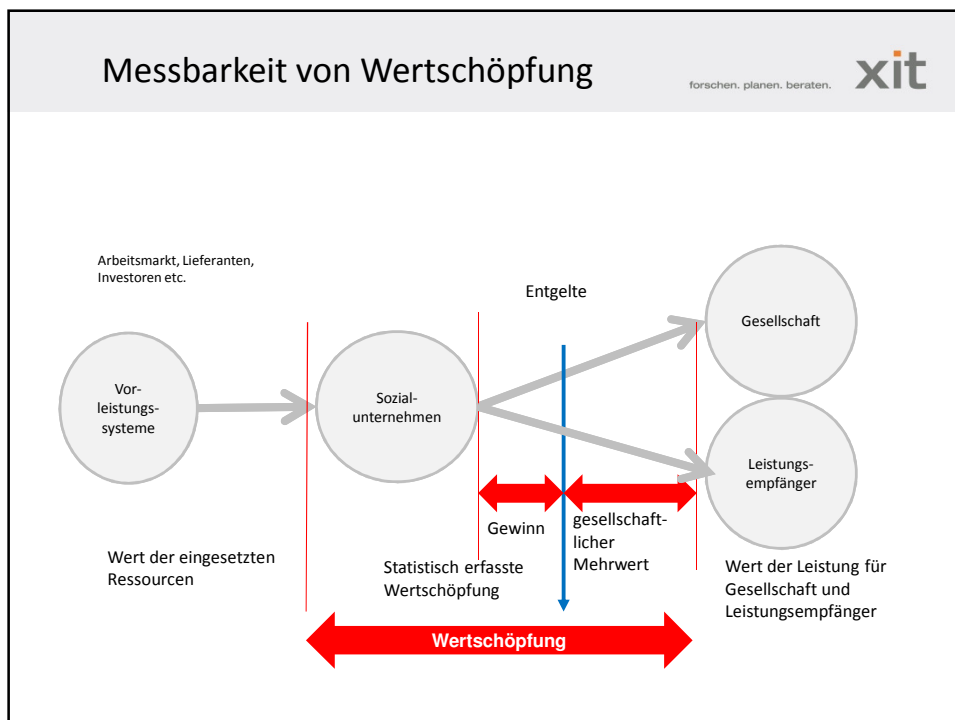 Messbarkeit von Wertschöpfung
forschen. planen. beraten.
xit
Arbeitsmarkt, Lieferanten,
Investoren etc.
Entgelte
Gesellschaft
Vor-
leistungs-
systeme
Sozial-
unternehmen
Leistungs-
empfänger
Gewinn
gesellschaft-
licher
Mehrwert
Wert der eingesetzten
Ressourcen
Statistisch erfasste
Wertschöpfung
Wert der Leistung für
Gesellschaft und
Leistungsempfänger
Wertschöpfung